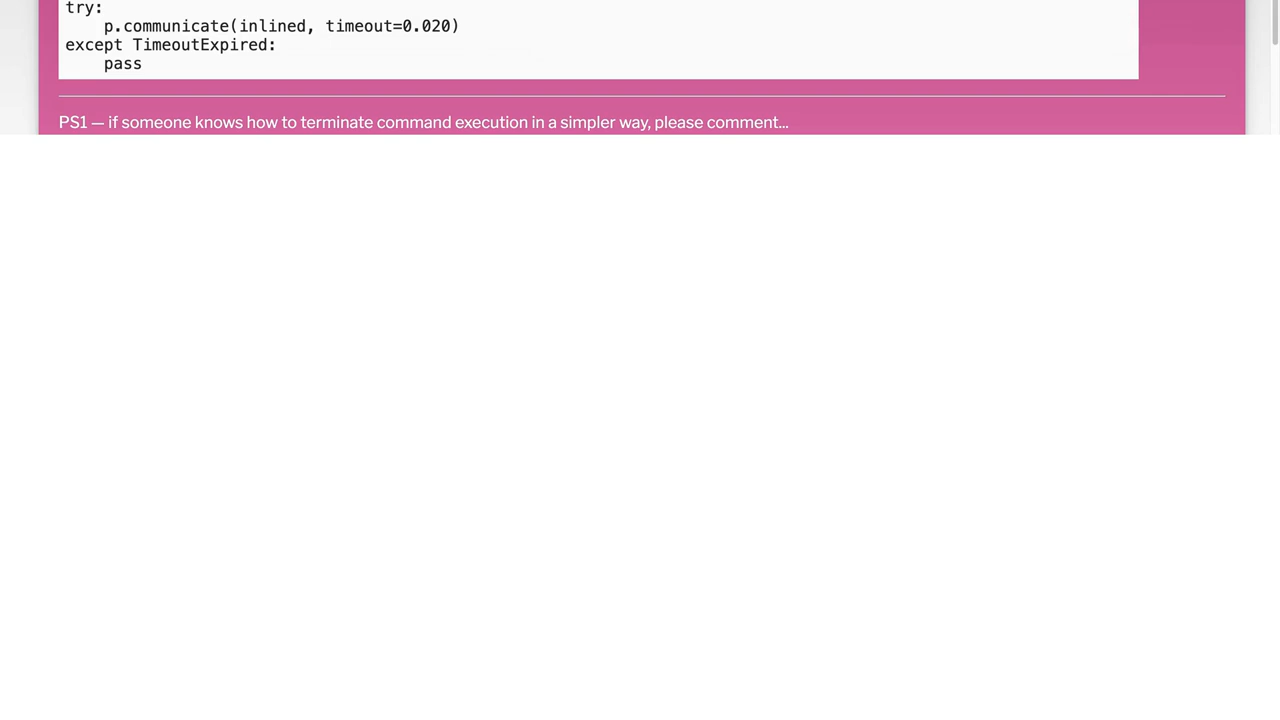 try:
    p.communicate(inlined, timeout=0.020)
except TimeoutExpired:
    pass
PS1 — if someone knows how to terminate command execution in a simpler way, please comment...